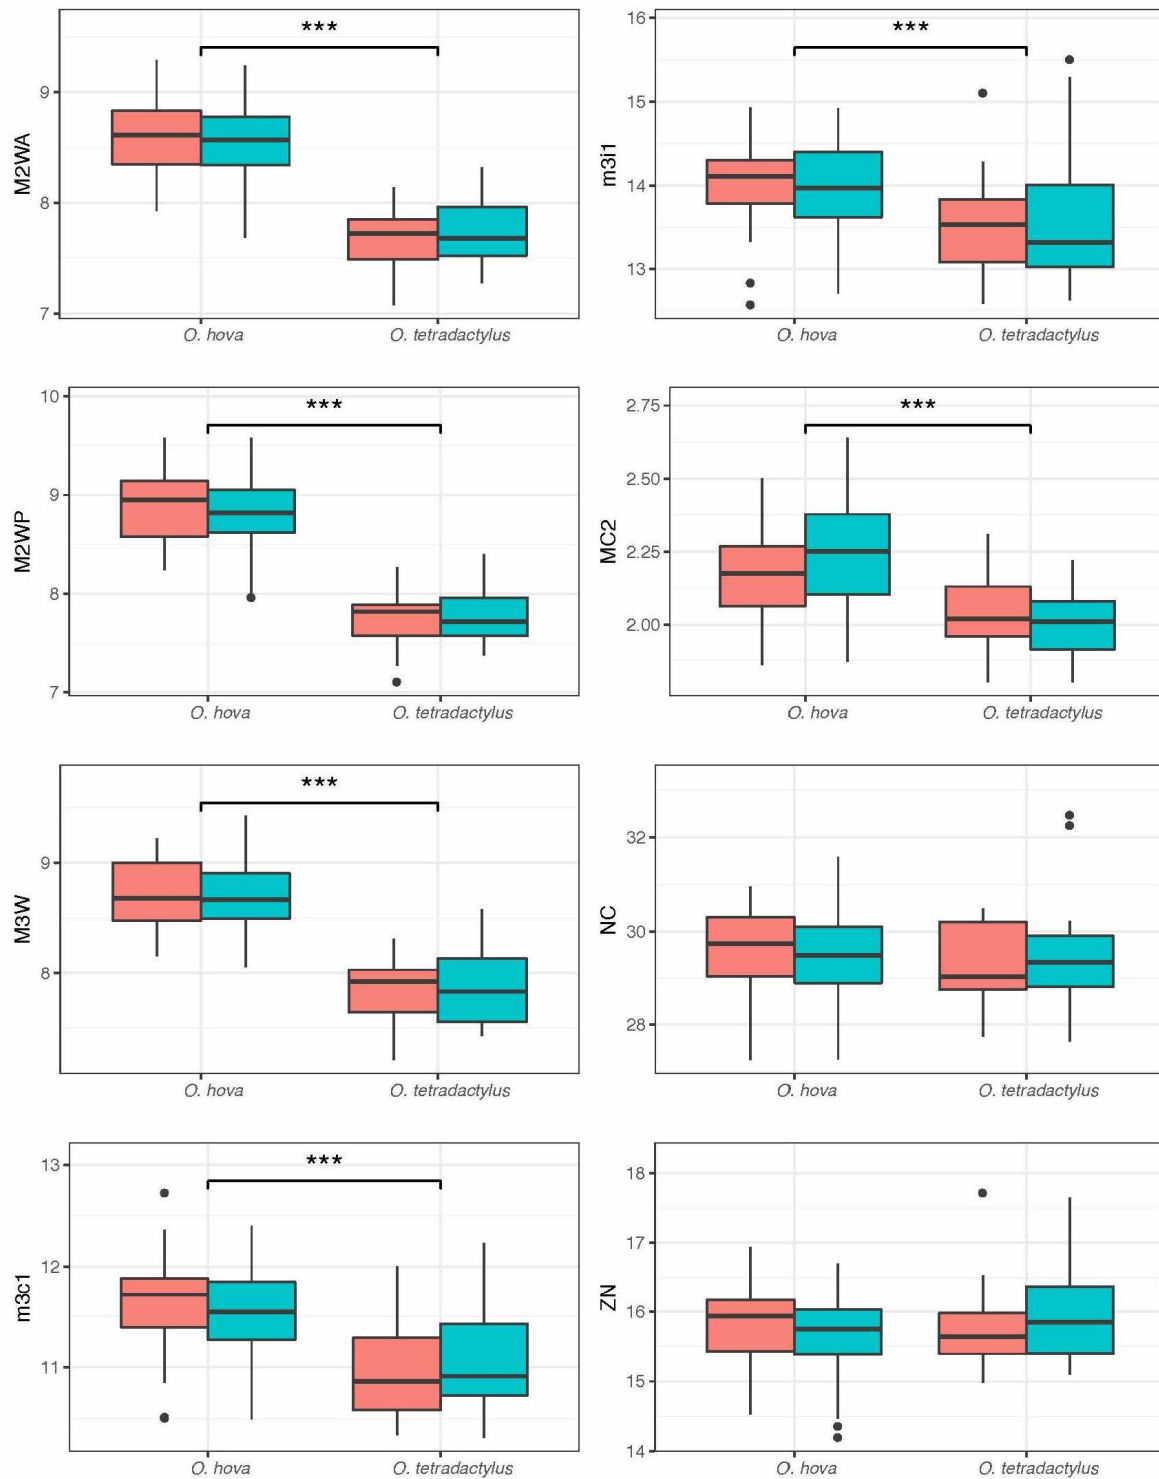 ***
M2WA
9
8
7
O. hova O. tetradactylus
***
m3i1
16
15
14
13
O. hova O. tetradactylus
***
M2WP
10
9
8
7
O. hova O. tetradactylus
***
MC2
2.75
2.50
2.25
2.00
O. hova O. tetradactylus
***
M3W
9
8
O. hova O. tetradactylus
NC
32
30
28
O. hova O. tetradactylus
***
m3c1
13
12
11
O. hova O. tetradactylus
ZN
18
17
16
15
14
O. hova O. tetradactylus